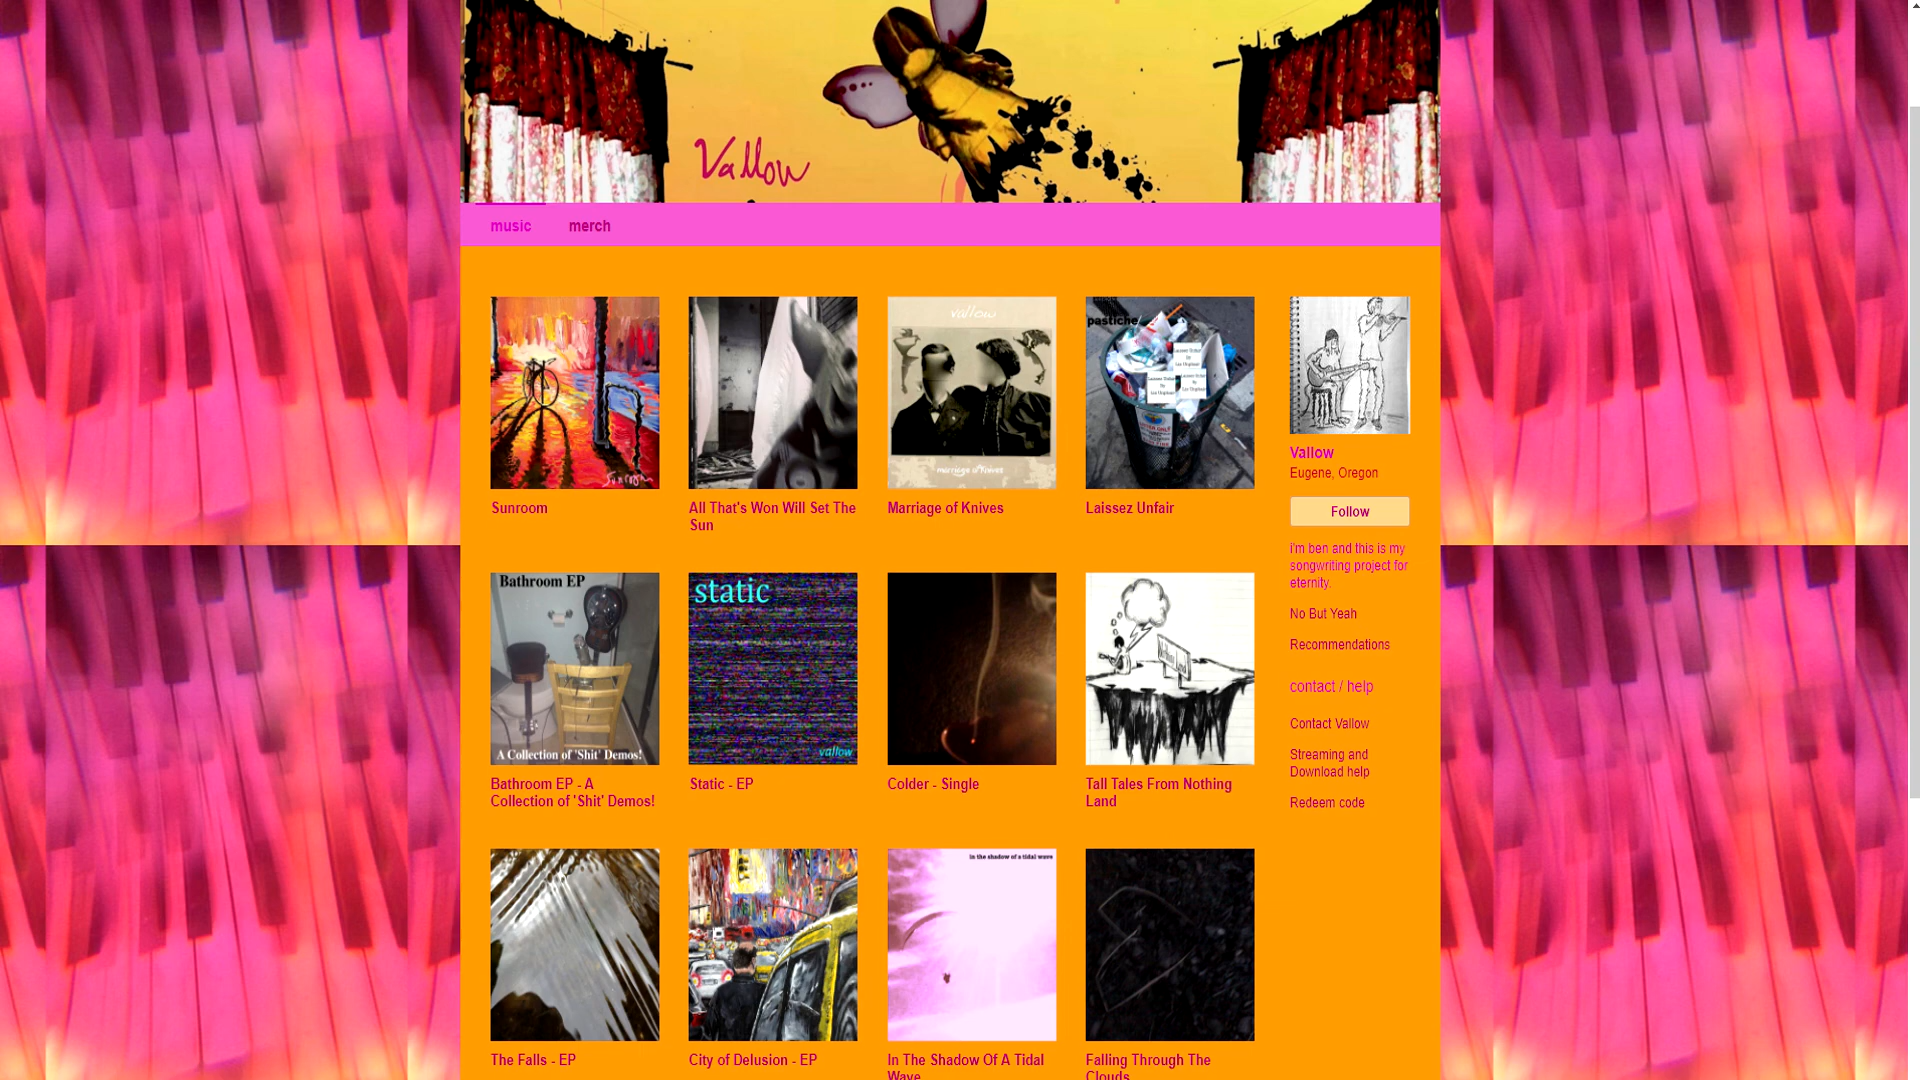 Vallow
music
merch
vallow
marriage of Knives
pastiche
Sunroom
Sunroom
All That's Won Will Set The
Sun
Marriage of Knives
Laissez Unfair
Vallow
Eugene, Oregon
Follow
i'm ben and this is my
songwriting project for
eternity.
No But Yeah
Recommendations
contact / help
Contact Vallow
Streaming and
Download help
Redeem code
Bathroom EP
A Collection of 'Shit' Demos!
static
vallow
Bathroom EP - A
Collection of 'Shit' Demos!
Static - EP
Colder - Single
Tall Tales From Nothing
Land
in the shadow of a tidal wave
The Falls - EP
City of Delusion - EP
In The Shadow Of A Tidal
Wave
Falling Through The
Clouds